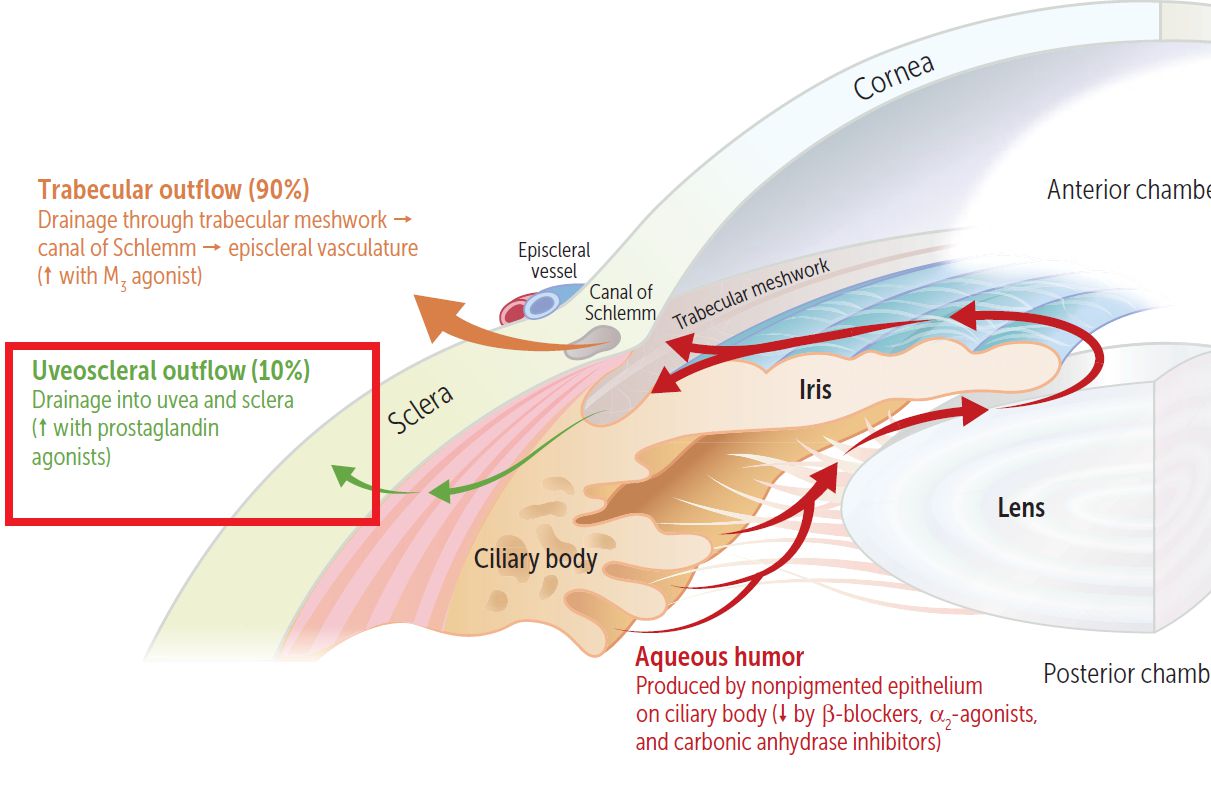 Cornea
Anterior chambe
Trabecular outflow (90%)
Drainage through trabecular meshwork →
canal of Schlemm → episcleral vasculature
(↑ with M₃ agonist)
Episcleral
vessel
Canal of
Schlemm
Trabecular meshwork
Uveoscleral outflow (10%)
Drainage into uvea and sclera
(↑ with prostaglandin
agonists)
Sclera
Iris
Lens
Ciliary body
Aqueous humor
Produced by nonpigmented epithelium
on ciliary body (↓ by β-blockers, α₂-agonists,
and carbonic anhydrase inhibitors)
Posterior chamb